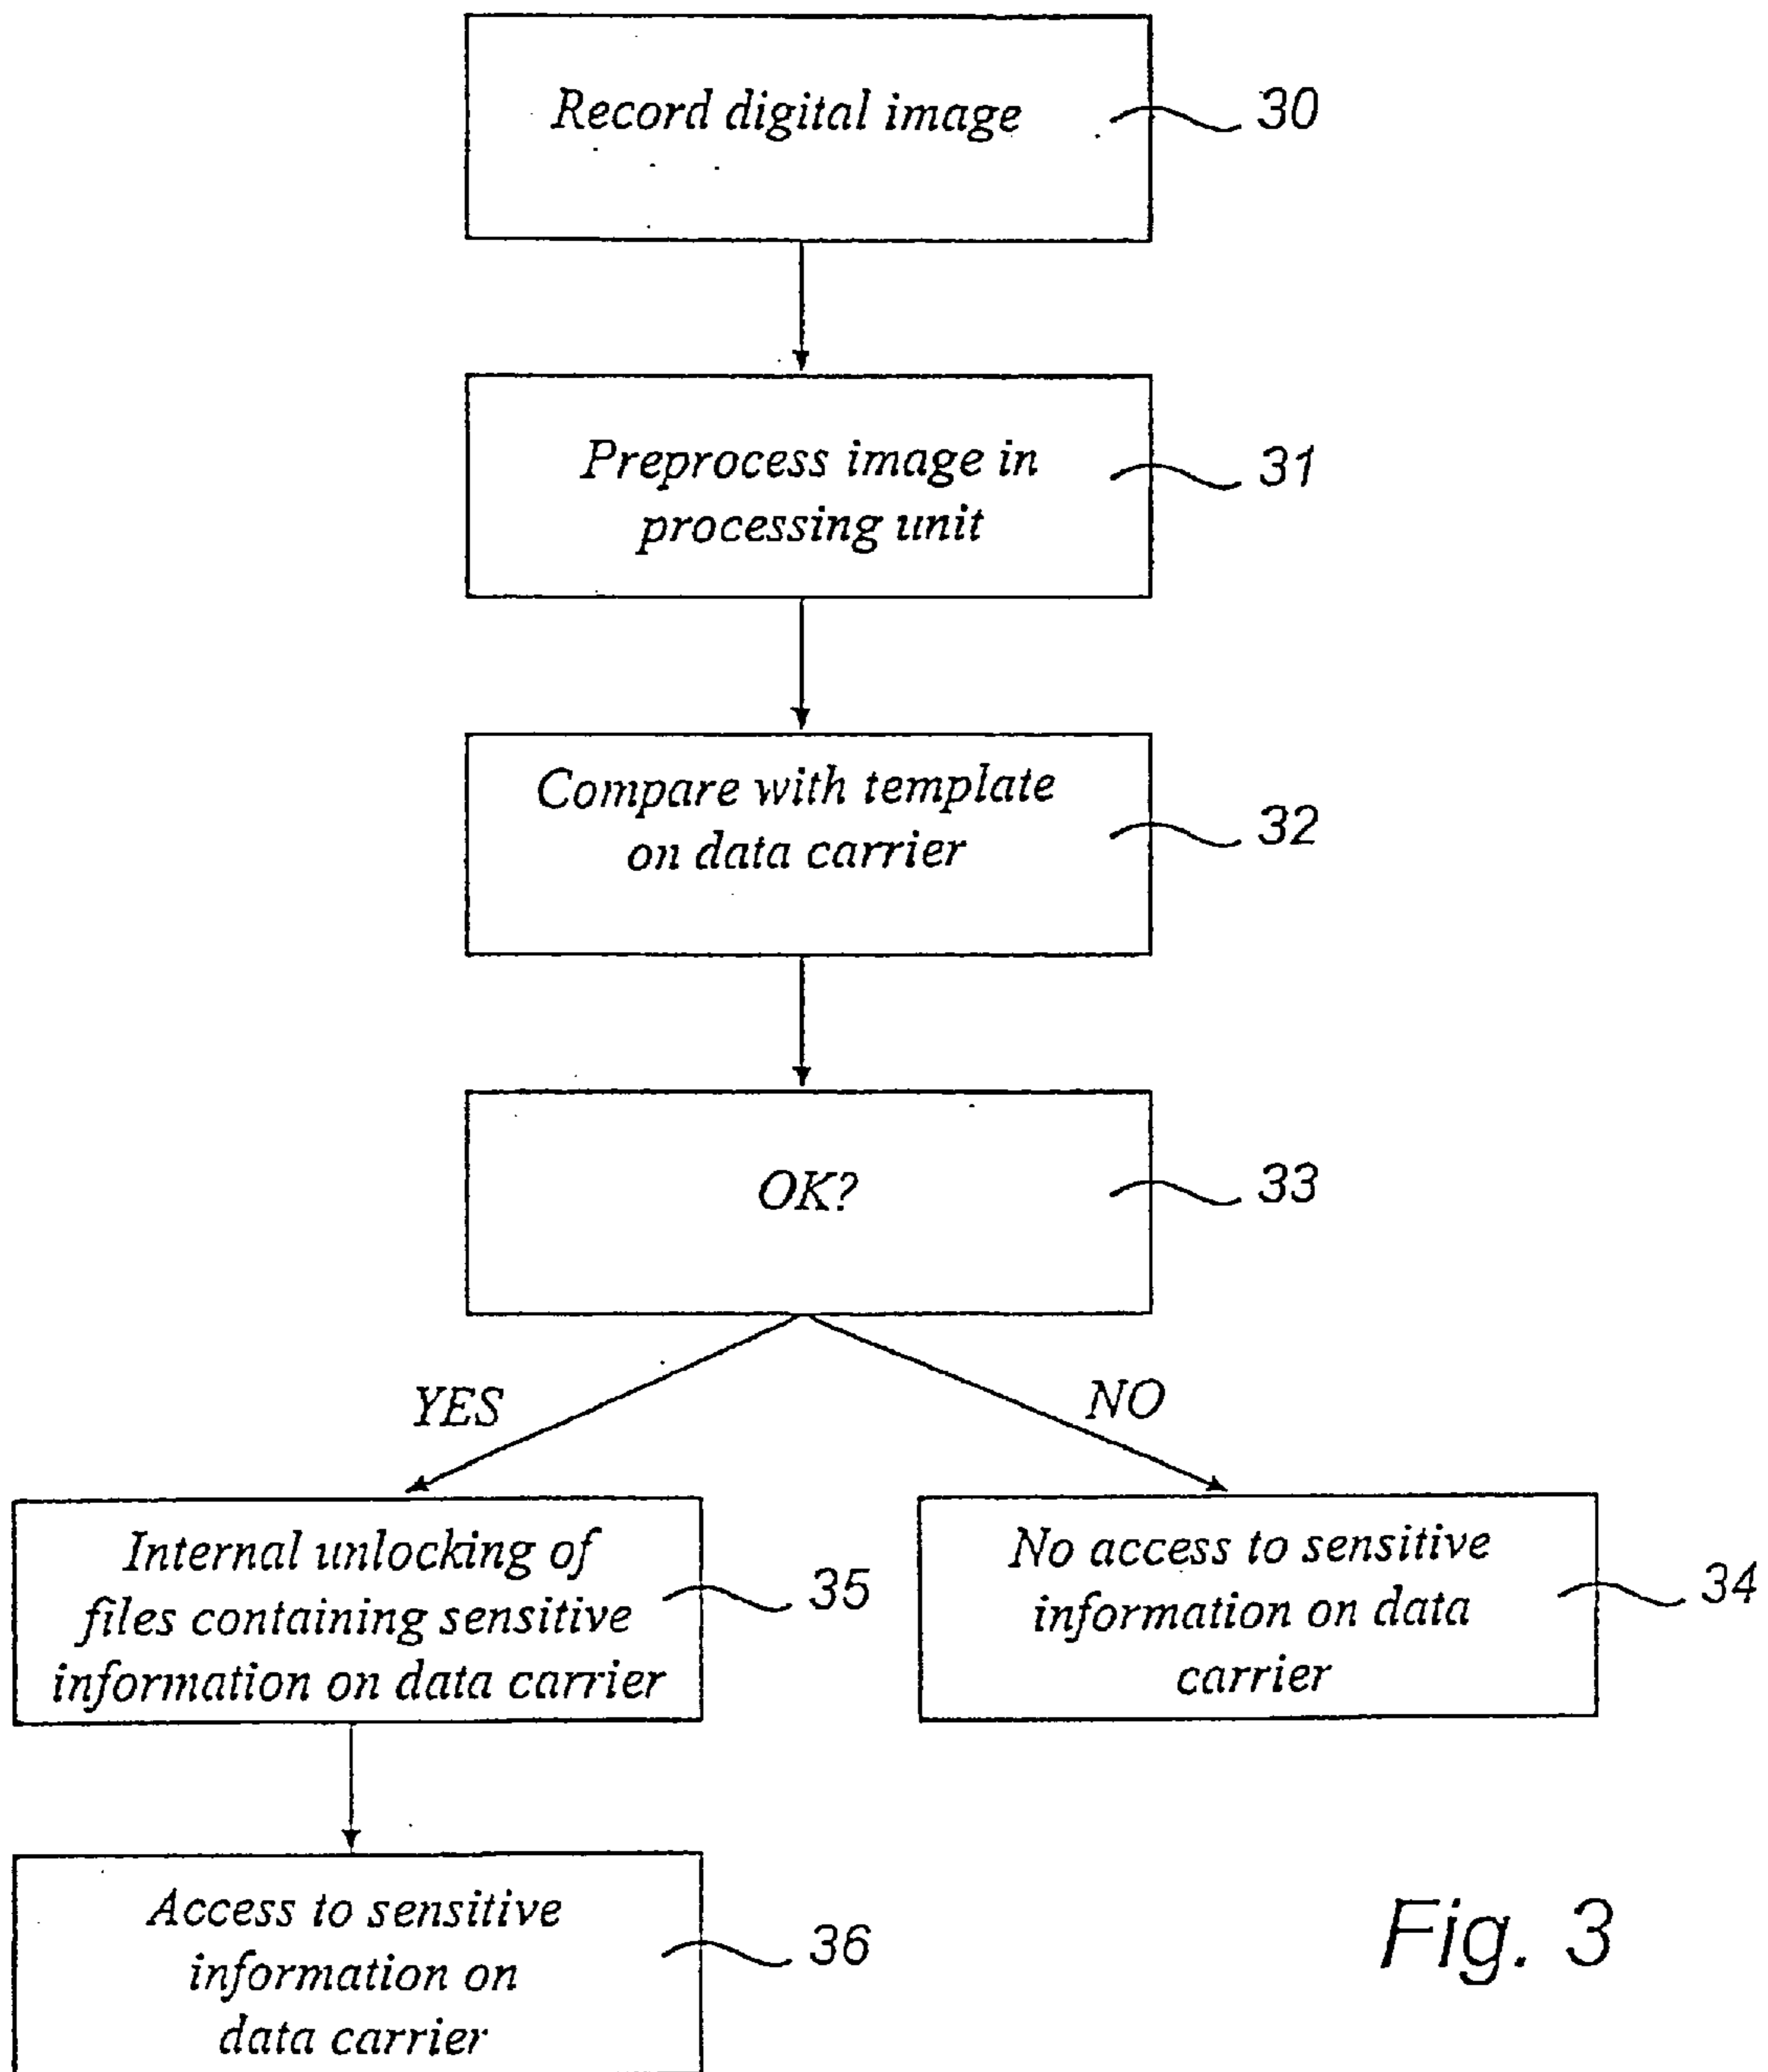 Record digital image
30
Preprocess image in
processing unit
31
Compare with template
on data carrier
32
OK?
33
YES
NO
Internal unlocking of
files containing sensitive
information on data carrier
35
No access to sensitive
information on data
carrier
34
Access to sensitive
information on
data carrier
36
Fig. 3